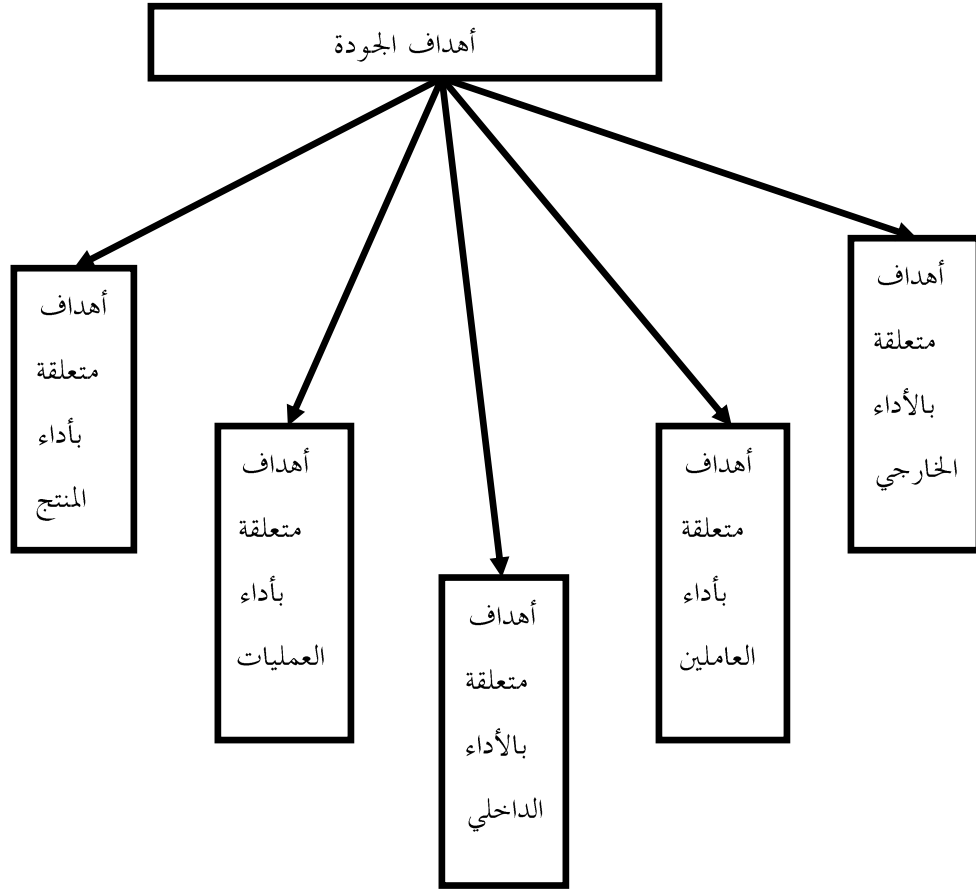 أهداف الجودة
أهداف
متعلقة
بالأداء
الخارجي
أهداف
متعلقة
بأداء
العاملين
أهداف
متعلقة
بالأداء
الداخلي
أهداف
متعلقة
بأداء
العمليات
أهداف
متعلقة
بأداء
المنتج